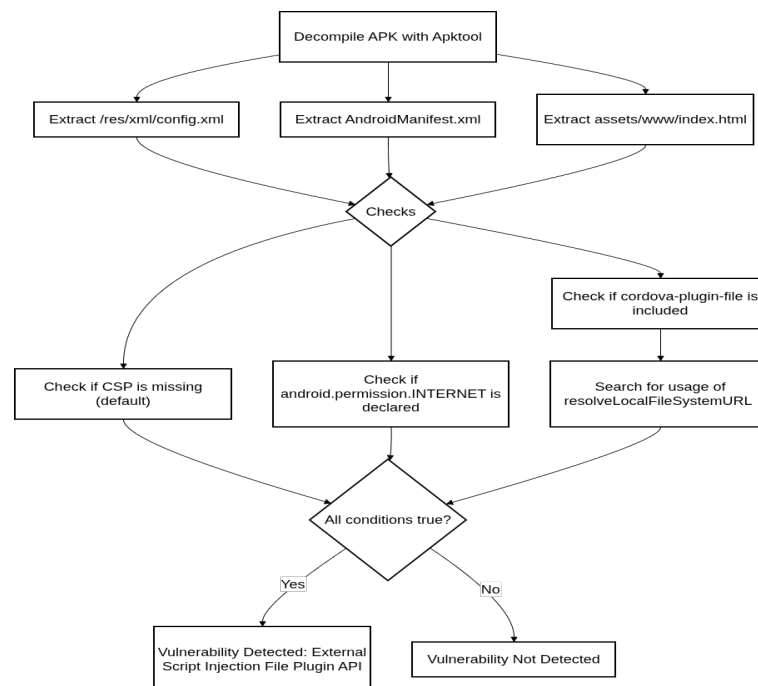 Decompile APK with Apktool
Extract /res/xml/config.xml
Extract AndroidManifest.xml
Extract assets/www/index.html
Checks
Check if cordova-plugin-file is
included
Check if CSP is missing
(default)
Check if
android.permission.INTERNET is
declared
Search for usage of
resolveLocalFileSystemURL
All conditions true?
Yes
No
Vulnerability Detected: External
Script Injection File Plugin API
Vulnerability Not Detected